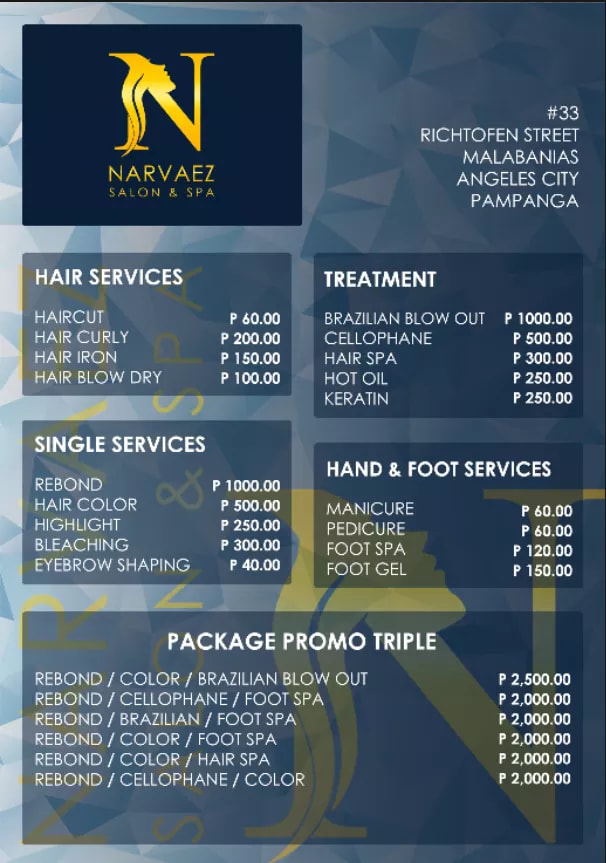 N
NARVAEZ
SALON & SPA
#33
RICHTOFEN STREET
MALABANIAS
ANGELES CITY
PAMPANGA
HAIR SERVICES
HAIRCUT P 60.00
HAIR CURLY P 200.00
HAIR IRON P 150.00
HAIR BLOW DRY P 100.00
TREATMENT
BRAZILIAN BLOW OUT P 1000.00
CELLOPHANE P 500.00
HAIR SPA P 300.00
HOT OIL P 250.00
KERATIN P 250.00
SINGLE SERVICES
REBOND P 1000.00
HAIR COLOR P 500.00
HIGHLIGHT P 250.00
BLEACHING P 300.00
EYEBROW SHAPING P 40.00
HAND & FOOT SERVICES
MANICURE P 60.00
PEDICURE P 60.00
FOOT SPA P 120.00
FOOT GEL P 150.00
PACKAGE PROMO TRIPLE
REBOND / COLOR / BRAZILIAN BLOW OUT P 2,500.00
REBOND / CELLOPHANE / FOOT SPA P 2,000.00
REBOND / BRAZILIAN / FOOT SPA P 2,000.00
REBOND / COLOR / FOOT SPA P 2,000.00
REBOND / COLOR / HAIR SPA P 2,000.00
REBOND / CELLOPHANE / COLOR P 2,000.00
NARVAEZ
SALON & SPA
N